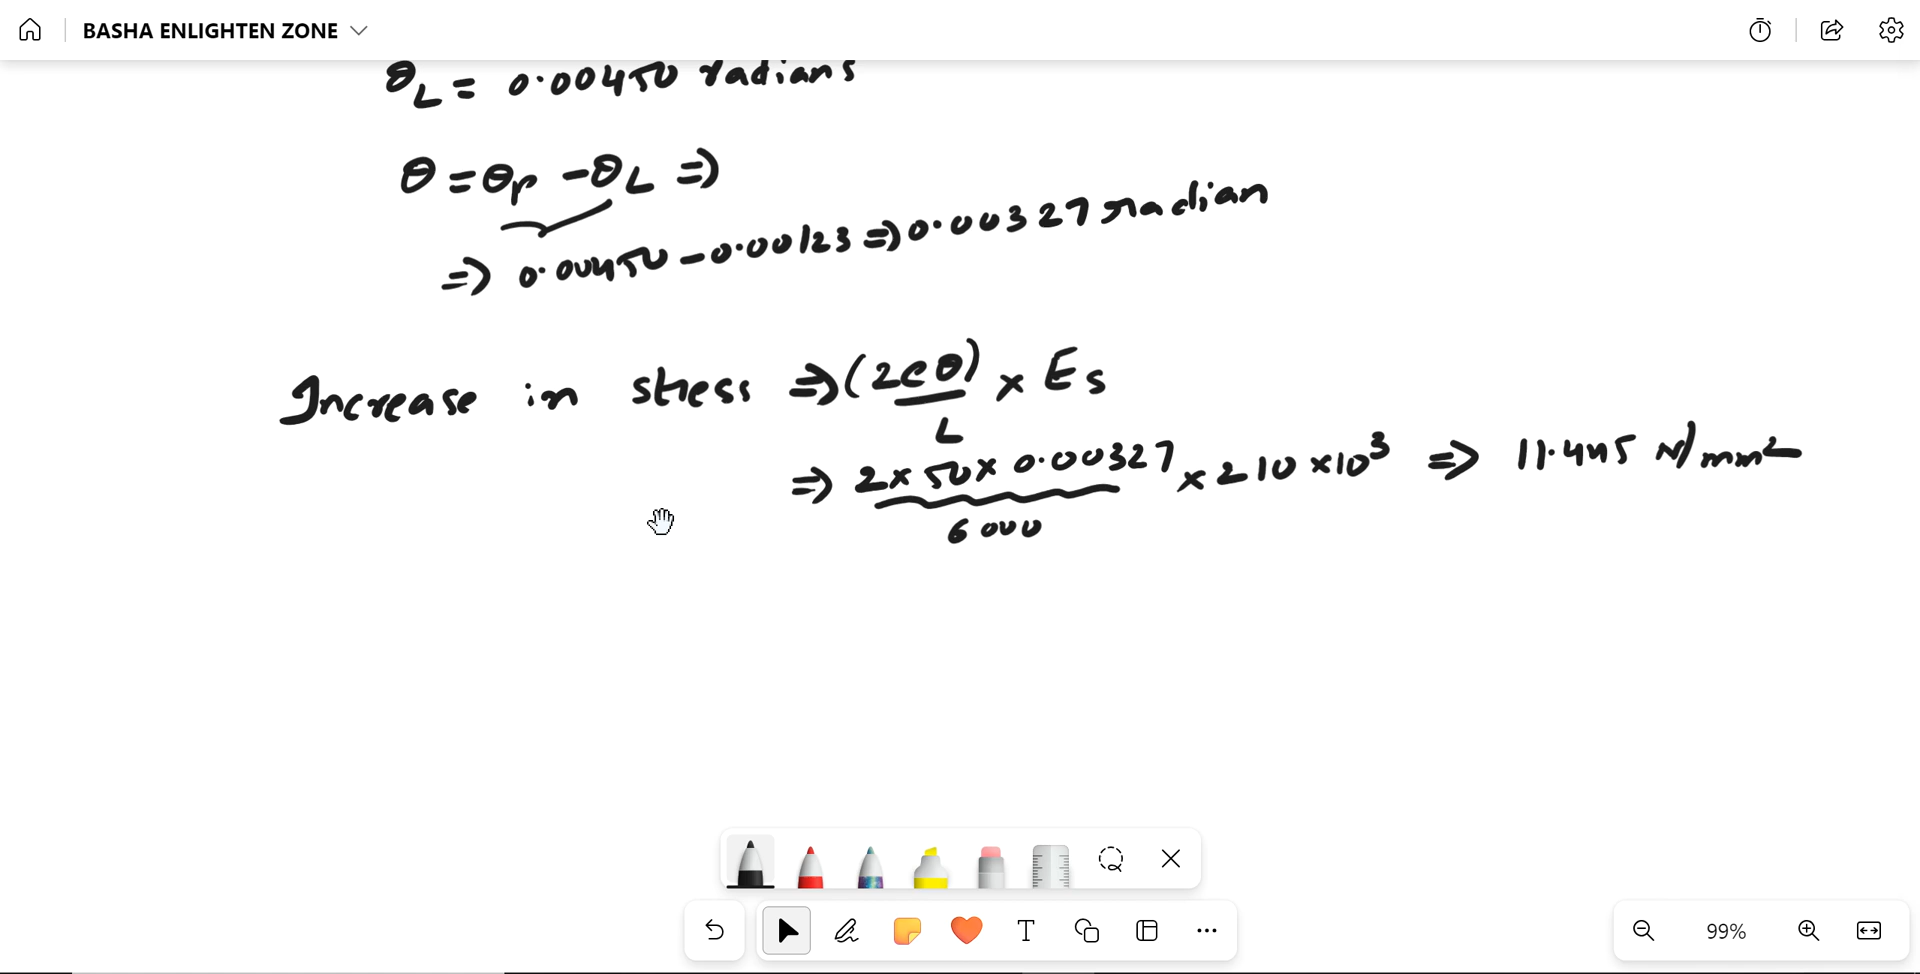 BASHA ENLIGHTEN ZONE
θL = 0.00450 radians
θ = θp - θL ⇒
⇒ 0.00450 - 0.00123 ⇒ 0.00327 radian
Increase in stress ⇒ (2eθ) × Es
L
⇒ 2 × 50 × 0.00327 × 210 × 10³ ⇒ 11.445 N/mm²
6000
T
99%